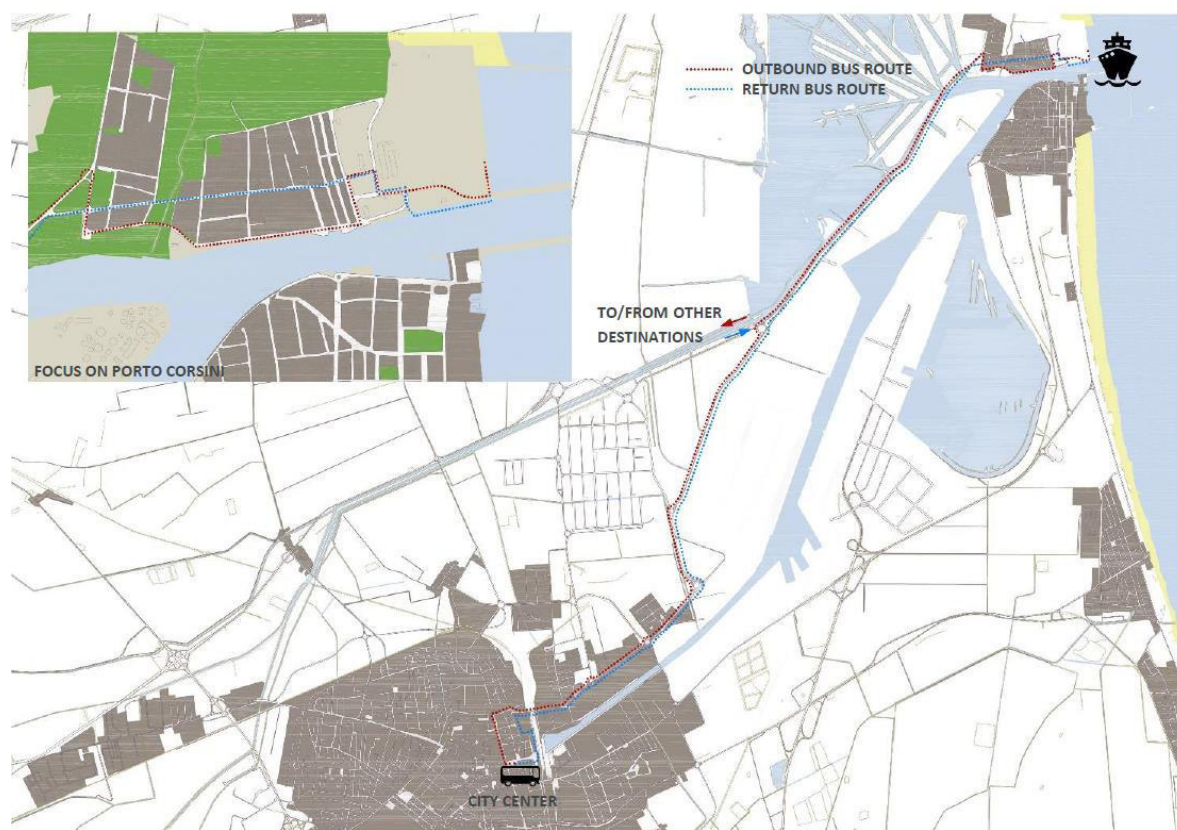 OUTBOUND BUS ROUTE
RETURN BUS ROUTE
TO/FROM OTHER
DESTINATIONS
FOCUS ON PORTO CORSINI
CITY CENTER